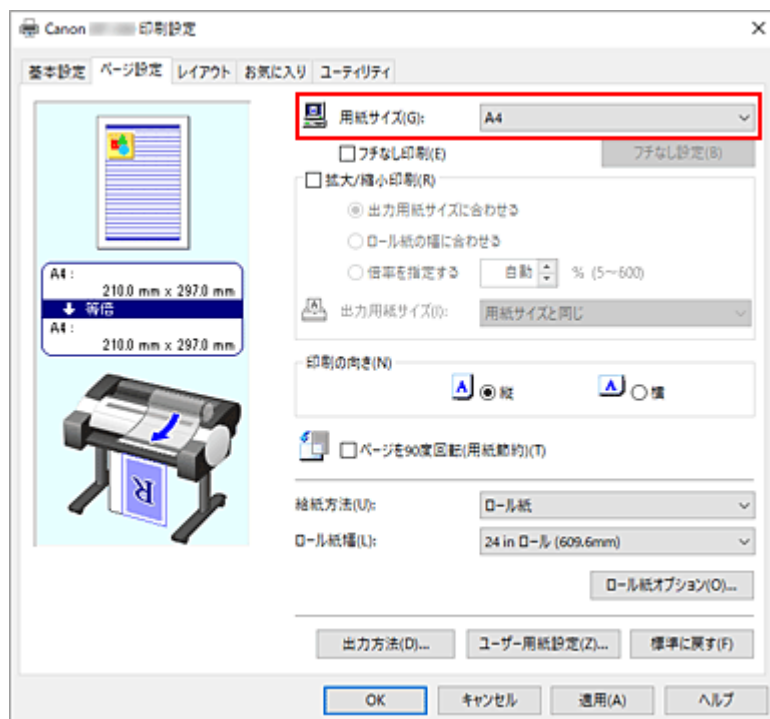 Canon 印刷設定
基本設定 ページ設定 レイアウト お気に入り ユーティリティ
用紙サイズ(G): A4
フチなし印刷(E) フチなし設定(B)
拡大/縮小印刷(R)
出力用紙サイズに合わせる
ロール紙の幅に合わせる
倍率を指定する 自動 % (5～600)
出力用紙サイズ(I): 用紙サイズと同じ
A4 :
210.0 mm x 297.0 mm
等倍
A4 :
210.0 mm x 297.0 mm
印刷の向き(N)
A 縦 A 横
ページを90度回転(用紙節約)(T)
R
給紙方法(U): ロール紙
ロール紙幅(L): 24 in ロール (609.6mm)
ロール紙オプション(O)...
出力方法(D)... ユーザー用紙設定(Z)... 標準に戻す(F)
OK キャンセル 適用(A) ヘルプ